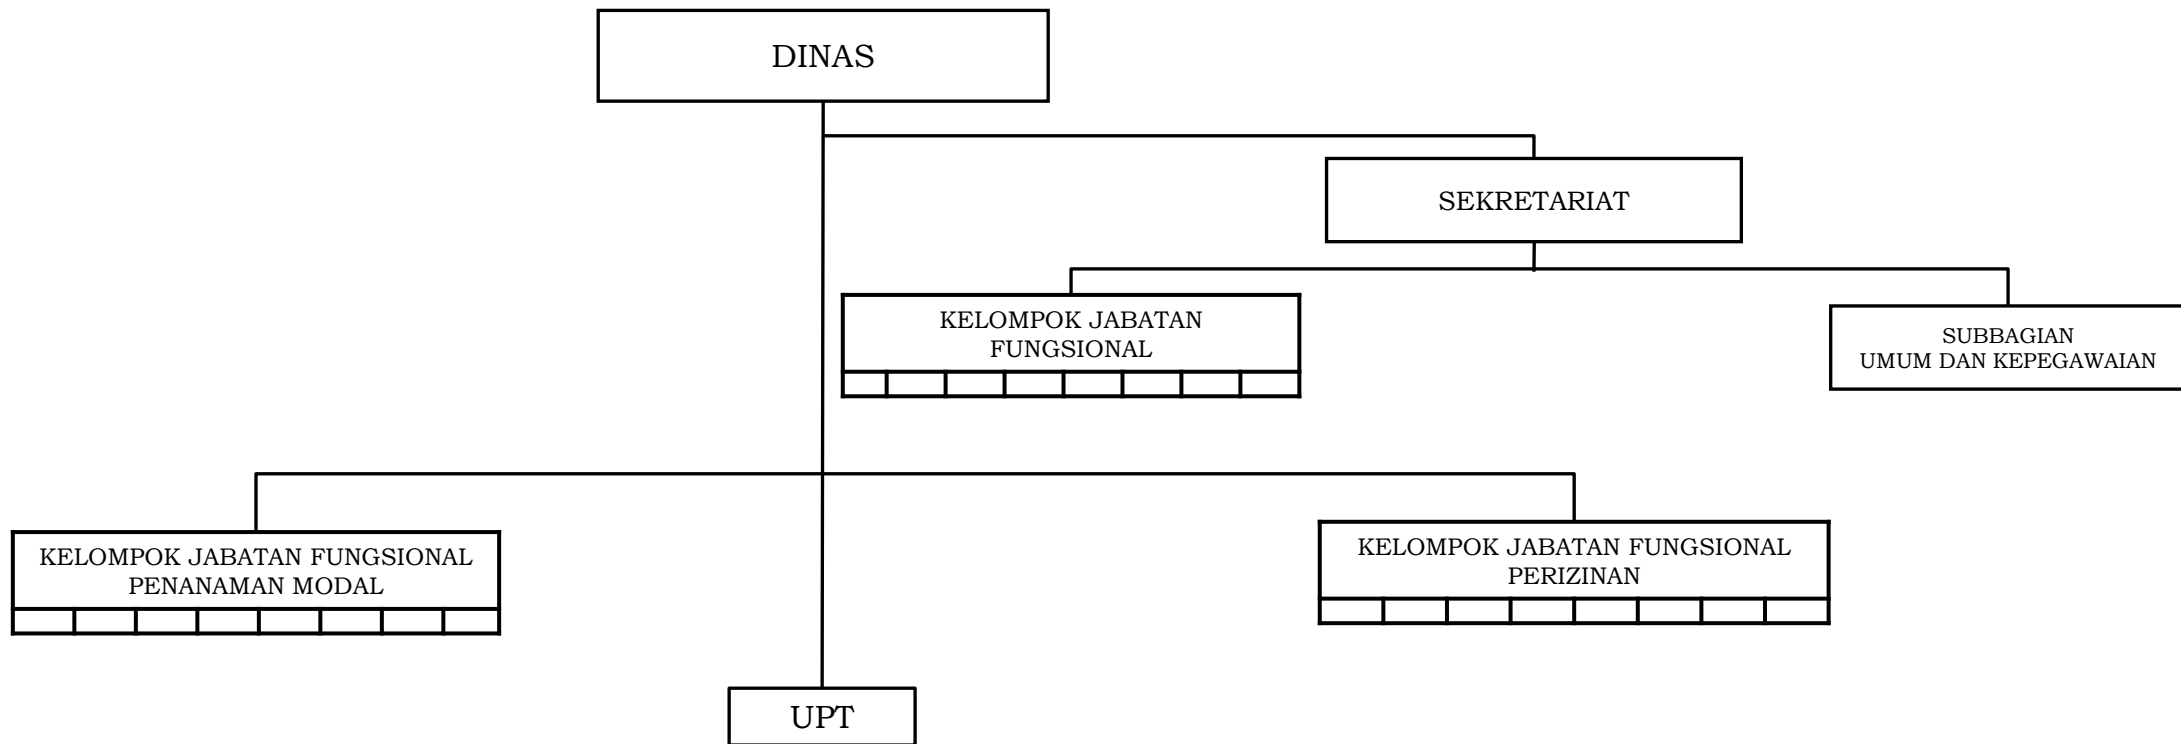 DINAS
SEKRETARIAT
KELOMPOK JABATAN
FUNGSIONAL
SUBBAGIAN
UMUM DAN KEPEGAWAIAN
KELOMPOK JABATAN FUNGSIONAL
PENANAMAN MODAL
KELOMPOK JABATAN FUNGSIONAL
PERIZINAN
UPT